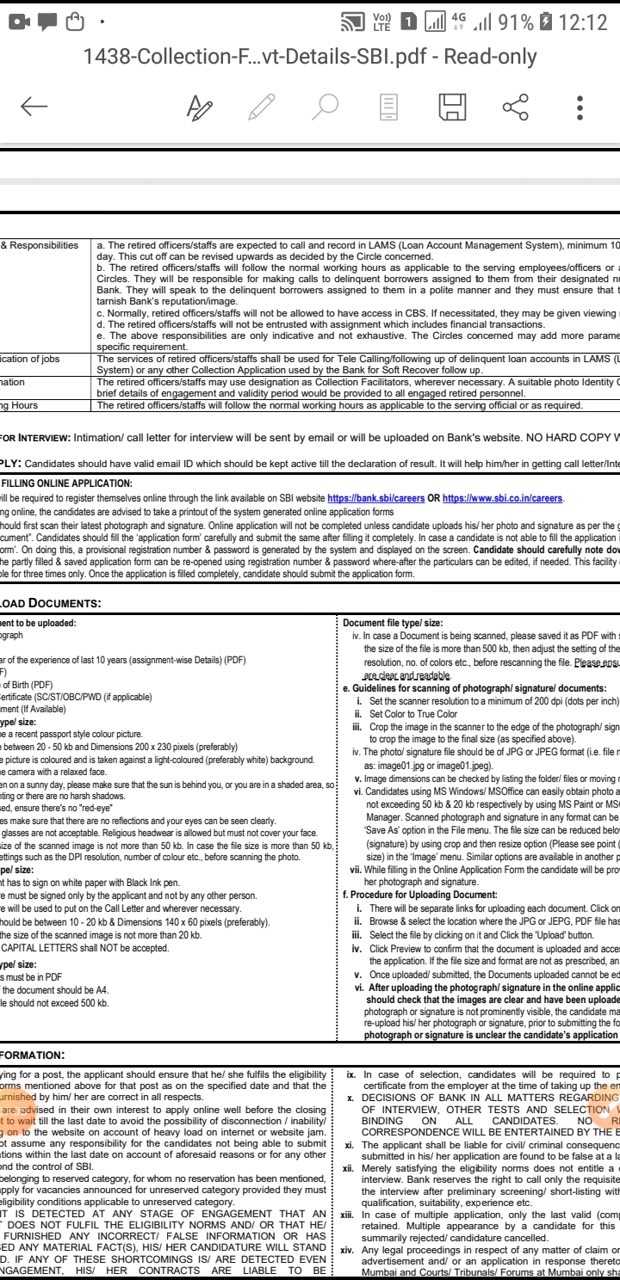 Vo))
LTE
1
4G
91%
12:12
1438-Collection-F...vt-Details-SBI.pdf - Read-only
& Responsibilities
a. The retired officers/staffs are expected to call and record in LAMS (Loan Account Management System), minimum 10
day. This cut off can be revised upwards as decided by the Circle concerned.
b. The retired officers/staffs will follow the normal working hours as applicable to the serving employees/officers or a
Circles. They will be responsible for making calls to delinquent borrowers assigned to them from their designated nu
Bank. They will speak to the delinquent borrowers assigned to them in a polite manner and they must ensure that t
tarnish Bank's reputation/image.
c. Normally, retired officers/staffs will not be allowed to have access in CBS. If necessitated, they may be given viewing
d. The retired officers/staffs will not be entrusted with assignment which includes financial transactions.
e. The above responsibilities are only indicative and not exhaustive. The Circles concerned may add more parame
specific requirement.
ication of jobs
The services of retired officers/staffs shall be used for Tele Calling/following up of delinquent loan accounts in LAMS (L
System) or any other Collection Application used by the Bank for Soft Recover follow up.
nation
The retired officers/staffs may use designation as Collection Facilitators, wherever necessary. A suitable photo Identity C
brief details of engagement and validity period would be provided to all engaged retired personnel.
ng Hours
The retired officers/staffs will follow the normal working hours as applicable to the serving official or as required.
FOR INTERVIEW: Intimation/ call letter for interview will be sent by email or will be uploaded on Bank's website. NO HARD COPY W
PLY: Candidates should have valid email ID which should be kept active till the declaration of result. It will help him/her in getting call letter/Inte
FILLING ONLINE APPLICATION:
vill be required to register themselves online through the link available on SBI website https://bank.sbi/careers OR https://www.sbi.co.in/careers.
ing online, the candidates are advised to take a printout of the system generated online application forms
hould first scan their latest photograph and signature. Online application will not be completed unless candidate uploads his/ her photo and signature as per the g
cument”. Candidates should fill the ‘application form’ carefully and submit the same after filling it completely. In case a candidate is not able to fill the application i
orm’. On doing this, a provisional registration number & password is generated by the system and displayed on the screen. Candidate should carefully note dov
he partly filled & saved application form can be re-opened using registration number & password where-after the particulars can be edited, if needed. This facility
ble for three times only. Once the application is filled completely, candidate should submit the application form.
LOAD DOCUMENTS:
ment to be uploaded:
ograph
ar of the experience of last 10 years (assignment-wise Details) (PDF)
F)
e of Birth (PDF)
Certificate (SC/ST/OBC/PWD (if applicable)
ument (If Available)
ype/ size:
be a recent passport style colour picture.
e between 20 - 50 kb and Dimensions 200 x 230 pixels (preferably)
e picture is coloured and is taken against a light-coloured (preferably white) background.
he camera with a relaxed face.
en on a sunny day, please make sure that the sun is behind you, or you are in a shaded area, so
nting or there are no harsh shadows.
sed, ensure there's no "red-eye"
es make sure that there are no reflections and your eyes can be seen clearly.
glasses are not acceptable. Religious headwear is allowed but must not cover your face.
size of the scanned image is not more than 50 kb. In case the file size is more than 50 kb,
ettings such as the DPI resolution, number of colour etc., before scanning the photo.
ype/ size:
nt has to sign on white paper with Black Ink pen.
re must be signed only by the applicant and not by any other person.
re will be used to put on the Call Letter and wherever necessary.
hould be between 10 - 20 kb & Dimensions 140 x 60 pixels (preferably).
the size of the scanned image is not more than 20 kb.
CAPITAL LETTERS shall NOT be accepted.
ype/ size:
s must be in PDF
f the document should be A4.
le should not exceed 500 kb.
Document file type/ size:
iv. In case a Document is being scanned, please saved it as PDF with s
the size of the file is more than 500 kb, then adjust the setting of the
resolution, no. of colors etc., before rescanning the file. Please ensu
are clear and readable.
e. Guidelines for scanning of photograph/ signature/ documents:
i. Set the scanner resolution to a minimum of 200 dpi (dots per inch)
ii. Set Color to True Color
iii. Crop the image in the scanner to the edge of the photograph/ sign
to crop the image to the final size (as specified above).
iv. The photo/ signature file should be of JPG or JPEG format (i.e. file n
as: image01.jpg or image01.jpeg).
v. Image dimensions can be checked by listing the folder/ files or moving
vi. Candidates using MS Windows/ MSOffice can easily obtain photo a
not exceeding 50 kb & 20 kb respectively by using MS Paint or MSO
Manager. Scanned photograph and signature in any format can be
‘Save As’ option in the File menu. The file size can be reduced belov
(signature) by using crop and then resize option (Please see point (
size) in the ‘Image’ menu. Similar options are available in another p
vii. While filling in the Online Application Form the candidate will be prov
her photograph and signature.
f. Procedure for Uploading Document:
i. There will be separate links for uploading each document. Click on
ii. Browse & select the location where the JPG or JEPG, PDF file has
iii. Select the file by clicking on it and Click the 'Upload' button.
iv. Click Preview to confirm that the document is uploaded and acces
the application. If the file size and format are not as prescribed, an
v. Once uploaded/ submitted, the Documents uploaded cannot be ed
vi. After uploading the photograph/ signature in the online applic
should check that the images are clear and have been uploade
photograph or signature is not prominently visible, the candidate ma
re-upload his/ her photograph or signature, prior to submitting the fo
photograph or signature is unclear the candidate's application
FORMATION:
ying for a post, the applicant should ensure that he/ she fulfils the eligibility
orms mentioned above for that post as on the specified date and that the
urnished by him/ her are correct in all respects.
are advised in their own interest to apply online well before the closing
t to wait till the last date to avoid the possibility of disconnection / inability/
g on to the website on account of heavy load on internet or website jam.
ot assume any responsibility for the candidates not being able to submit
ations within the last date on account of aforesaid reasons or for any other
ond the control of SBI.
belonging to reserved category, for whom no reservation has been mentioned,
pply for vacancies announced for unreserved category provided they must
eligibility conditions applicable to unreserved category.
IT IS DETECTED AT ANY STAGE OF ENGAGEMENT THAT AN
T DOES NOT FULFIL THE ELIGIBILITY NORMS AND/ OR THAT HE/
FURNISHED ANY INCORRECT/ FALSE INFORMATION OR HAS
SED ANY MATERIAL FACT(S), HIS/ HER CANDIDATURE WILL STAND
D. IF ANY OF THESE SHORTCOMINGS IS/ ARE DETECTED EVEN
NGAGEMENT, HIS/ HER CONTRACTS ARE LIABLE TO BE
ix. In case of selection, candidates will be required to p
certificate from the employer at the time of taking up the en
x. DECISIONS OF BANK IN ALL MATTERS REGARDING
OF INTERVIEW, OTHER TESTS AND SELECTION
BINDING ON ALL CANDIDATES. NO
CORRESPONDENCE WILL BE ENTERTAINED BY THE B
xi. The applicant shall be liable for civil/ criminal consequenc
submitted in his/ her application are found to be false at a la
xii. Merely satisfying the eligibility norms does not entitle a c
interview. Bank reserves the right to call only the requisite
the interview after preliminary screening/ short-listing with
qualification, suitability, experience etc.
xiii. In case of multiple application, only the last valid (comp
retained. Multiple appearance by a candidate for this
summarily rejected/ candidature cancelled.
xiv. Any legal proceedings in respect of any matter of claim or
advertisement and/ or an application in response thereto
Mumbai and Courts/ Tribunals/ Forums at Mumbai only sha